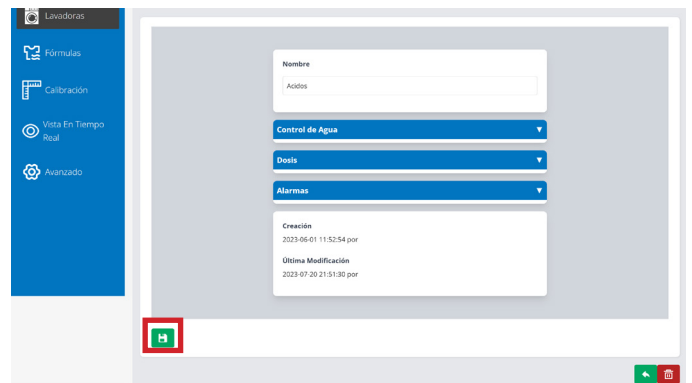 Lavadoras
Fórmulas
Calibración
Vista En Tiempo
Real
Avanzado
Nombre
Acidos
Control de Agua ▼
Dosis ▼
Alarmas ▼
Creación
2023-06-01 11:52:54 por
Última Modificación
2023-07-20 21:51:30 por